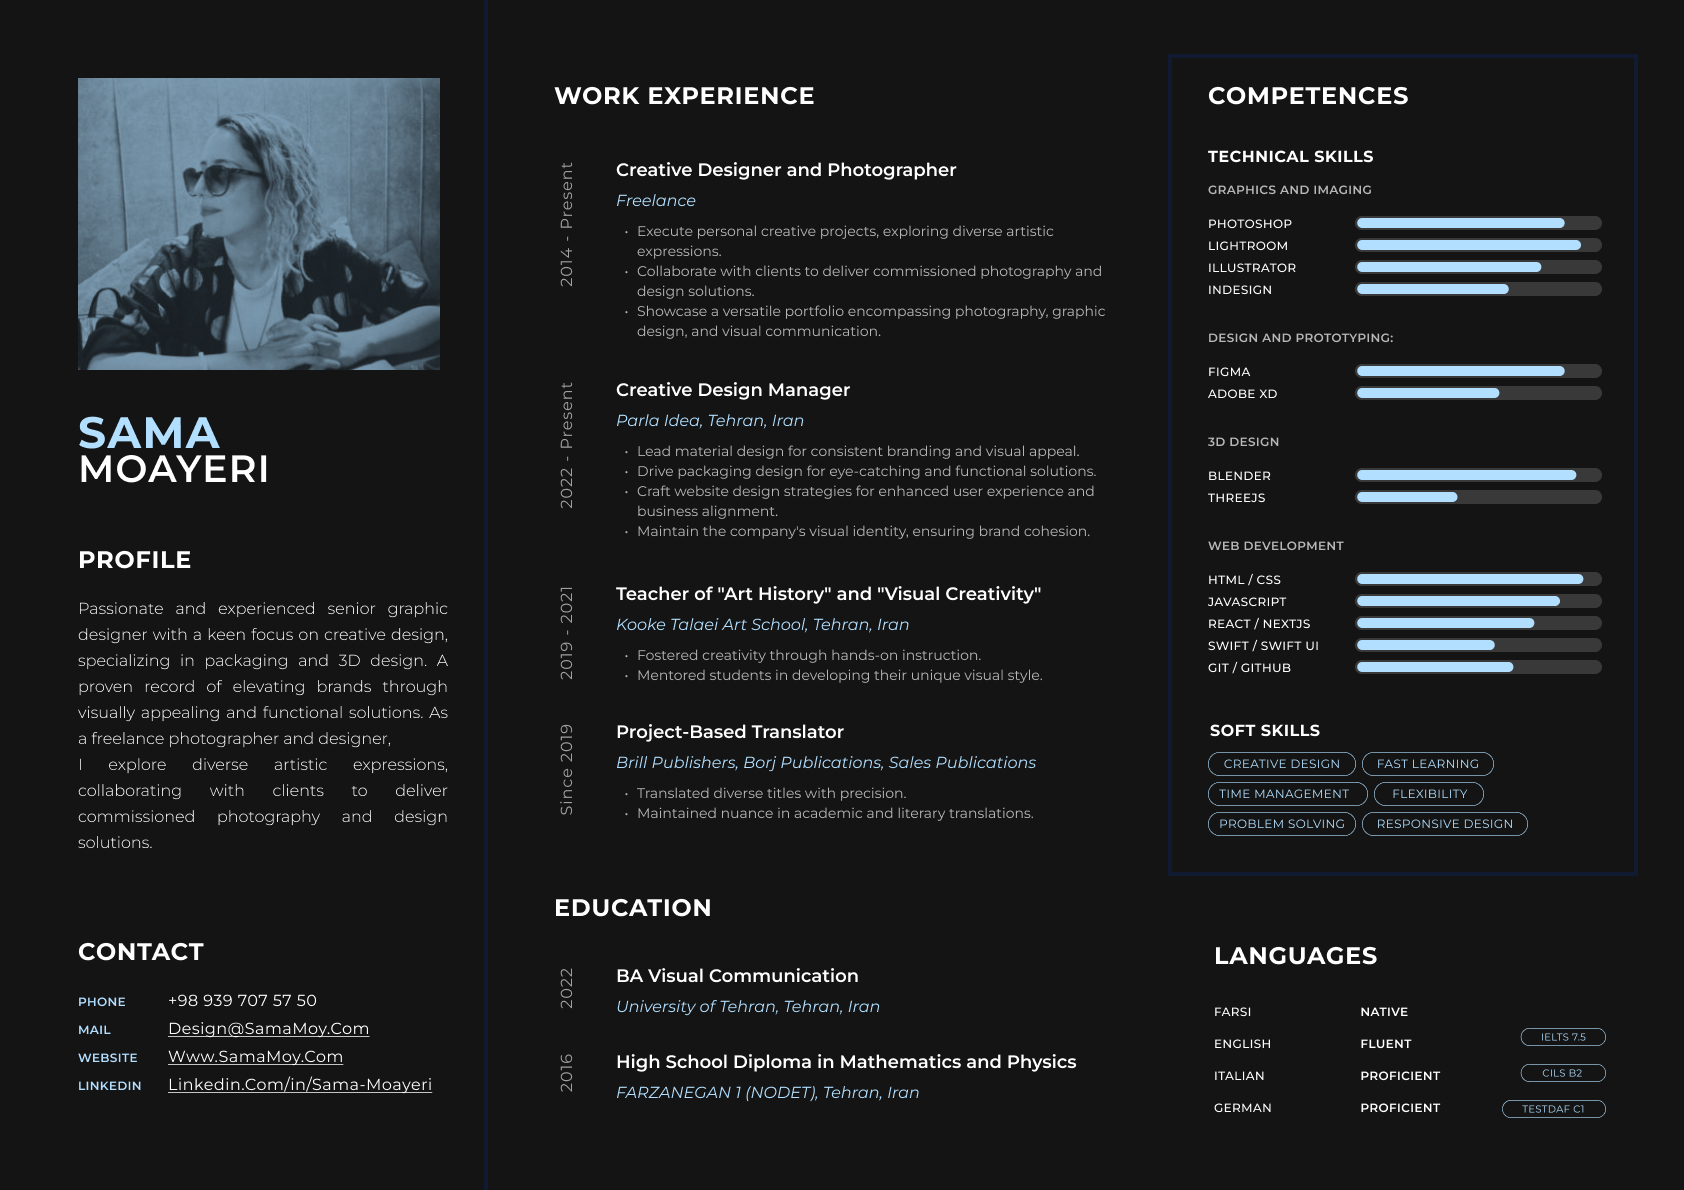 SAMA
MOAYERI
PROFILE
Passionate and experienced senior graphic
designer with a keen focus on creative design,
specializing in packaging and 3D design. A
proven record of elevating brands through
visually appealing and functional solutions. As
a freelance photographer and designer,
I explore diverse artistic expressions,
collaborating with clients to deliver
commissioned photography and design
solutions.
CONTACT
PHONE +98 939 707 57 50
MAIL Design@SamaMoy.Com
WEBSITE Www.SamaMoy.Com
LINKEDIN Linkedin.Com/in/Sama-Moayeri
WORK EXPERIENCE
2014 - Present
Creative Designer and Photographer
Freelance
• Execute personal creative projects, exploring diverse artistic
expressions.
• Collaborate with clients to deliver commissioned photography and
design solutions.
• Showcase a versatile portfolio encompassing photography, graphic
design, and visual communication.
2022 - Present
Creative Design Manager
Parla Idea, Tehran, Iran
• Lead material design for consistent branding and visual appeal.
• Drive packaging design for eye-catching and functional solutions.
• Craft website design strategies for enhanced user experience and
business alignment.
• Maintain the company's visual identity, ensuring brand cohesion.
2019 - 2021
Teacher of "Art History" and "Visual Creativity"
Kooke Talaei Art School, Tehran, Iran
• Fostered creativity through hands-on instruction.
• Mentored students in developing their unique visual style.
Since 2019
Project-Based Translator
Brill Publishers, Borj Publications, Sales Publications
• Translated diverse titles with precision.
• Maintained nuance in academic and literary translations.
EDUCATION
2022
BA Visual Communication
University of Tehran, Tehran, Iran
2016
High School Diploma in Mathematics and Physics
FARZANEGAN 1 (NODET), Tehran, Iran
COMPETENCES
TECHNICAL SKILLS
GRAPHICS AND IMAGING
PHOTOSHOP
LIGHTROOM
ILLUSTRATOR
INDESIGN
DESIGN AND PROTOTYPING:
FIGMA
ADOBE XD
3D DESIGN
BLENDER
THREEJS
WEB DEVELOPMENT
HTML / CSS
JAVASCRIPT
REACT / NEXTJS
SWIFT / SWIFT UI
GIT / GITHUB
SOFT SKILLS
CREATIVE DESIGN FAST LEARNING
TIME MANAGEMENT FLEXIBILITY
PROBLEM SOLVING RESPONSIVE DESIGN
LANGUAGES
FARSI NATIVE
ENGLISH FLUENT IELTS 7.5
ITALIAN PROFICIENT CILS B2
GERMAN PROFICIENT TESTDAF C1